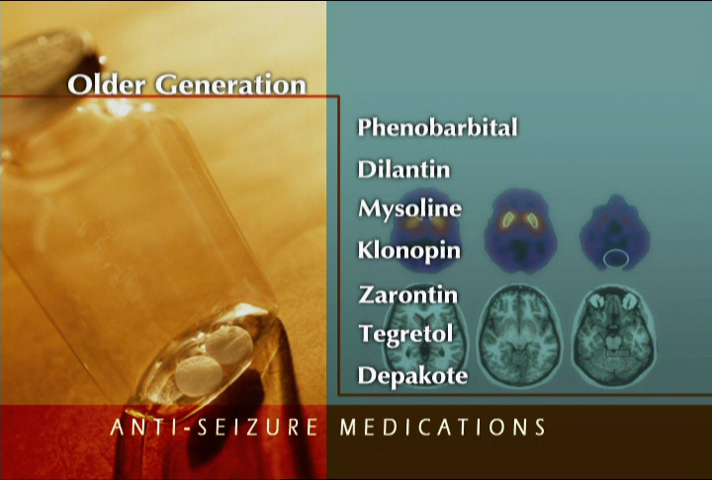 Older Generation
Phenobarbital
Dilantin
Mysoline
Klonopin
Zarontin
Tegretol
Depakote
ANTI-SEIZURE MEDICATIONS